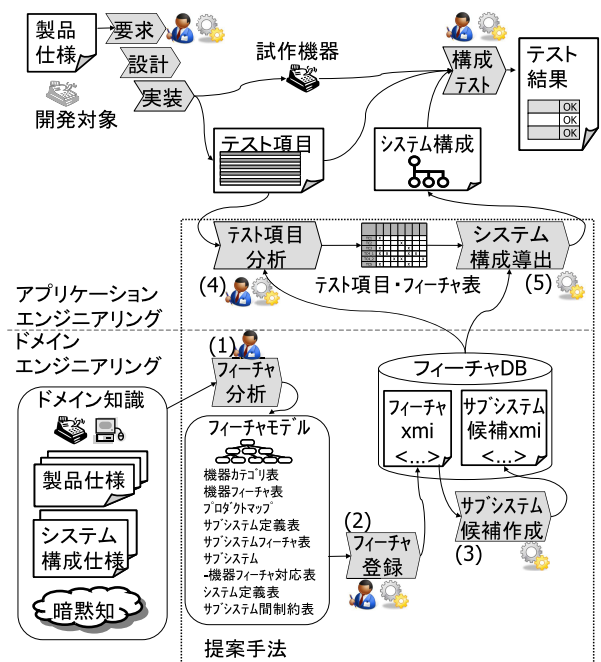 製品
仕様
要求
設計
実装
開発対象
試作機器
構成
テスト
テスト
結果
OK
OK
OK
テスト項目
システム構成
テスト項目
分析
(4)
テスト項目・フィーチャ表
システム
構成導出
(5)
アプリケーション
エンジニアリング
ドメイン
エンジニアリング
(1)
フィーチャ
分析
ドメイン知識
製品仕様
システム
構成仕様
暗黙知
フィーチャモデル
機器カテゴリ表
機器フィーチャ表
プロダクトマップ
サブシステム定義表
サブシステムフィーチャ表
サブシステム
-機器フィーチャ対応表
システム定義表
サブシステム間制約表
(2)
フィーチャ
登録
フィーチャDB
フィーチャ
xmi
<...>
サブシステム
候補xmi
<...>
サブシステム
候補作成
(3)
提案手法